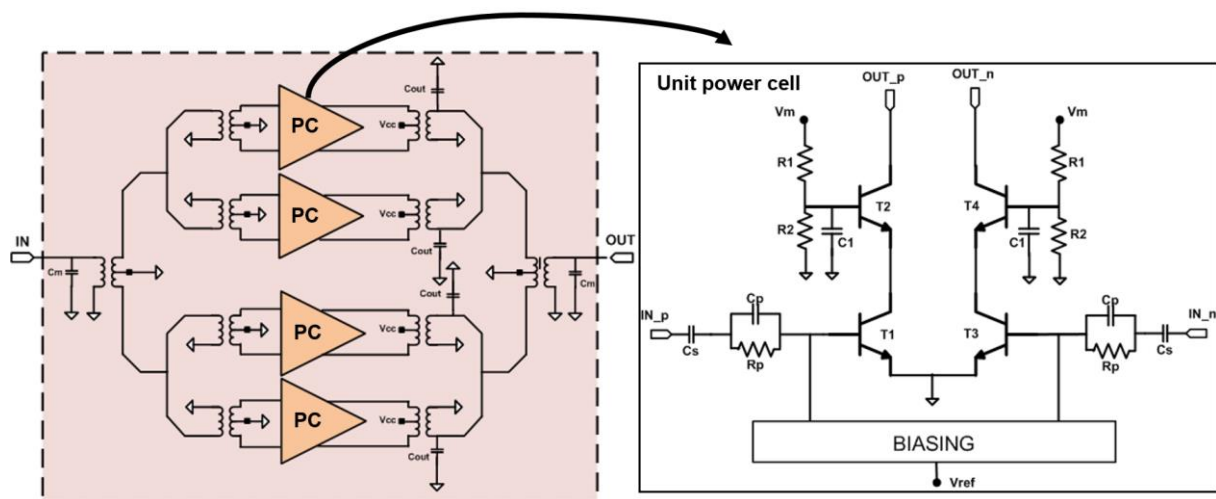 Cout
PC
Vcc
PC
Vcc
Cout
IN
Cm
OUT
Cm
Cout
PC
Vcc
PC
Vcc
Cout
Unit power cell
OUT_p
OUT_n
Vm
Vm
R1
R1
T2
T4
R2
C1
C1
R2
IN_p
Cp
Cp
IN_n
Cs
T1
T3
Cs
Rp
Rp
BIASING
Vref